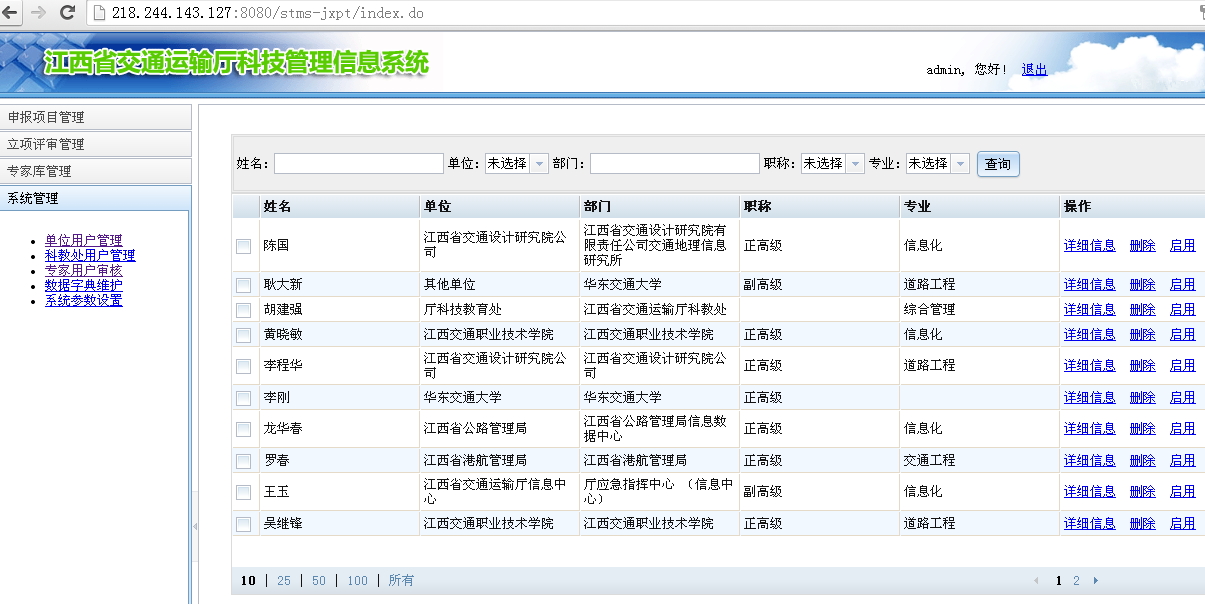 218.244.143.127:8080/stms-jxpt/index.do
江西省交通运输厅科技管理信息系统
admin, 您好! 退出
申报项目管理
立项评审管理
专家库管理
系统管理
单位用户管理
科教处用户管理
专家用户审核
数据字典维护
系统参数设置
姓名: 单位: 未选择 部门: 职称: 未选择 专业: 未选择 查询
姓名 单位 部门 职称 专业 操作
陈国 江西省交通设计研究院公
司 江西省交通设计研究院有
限责任公司交通地理信息
研究所 正高级 信息化 详细信息 删除 启用
耿大新 其他单位 华东交通大学 副高级 道路工程 详细信息 删除 启用
胡建强 厅科技教育处 江西省交通运输厅科教处 综合管理 详细信息 删除 启用
黄晓敏 江西交通职业技术学院 江西交通职业技术学院 正高级 信息化 详细信息 删除 启用
李程华 江西省交通设计研究院公
司 江西省交通设计研究院公
司 正高级 道路工程 详细信息 删除 启用
李刚 华东交通大学 华东交通大学 正高级 详细信息 删除 启用
龙华春 江西省公路管理局 江西省公路管理局信息数
据中心 正高级 信息化 详细信息 删除 启用
罗春 江西省港航管理局 江西省港航管理局 正高级 交通工程 详细信息 删除 启用
王玉 江西省交通运输厅信息中
心 厅应急指挥中心 (信息中
心) 副高级 信息化 详细信息 删除 启用
吴继锋 江西交通职业技术学院 江西交通职业技术学院 正高级 道路工程 详细信息 删除 启用
10 | 25 | 50 | 100 | 所有 1 2